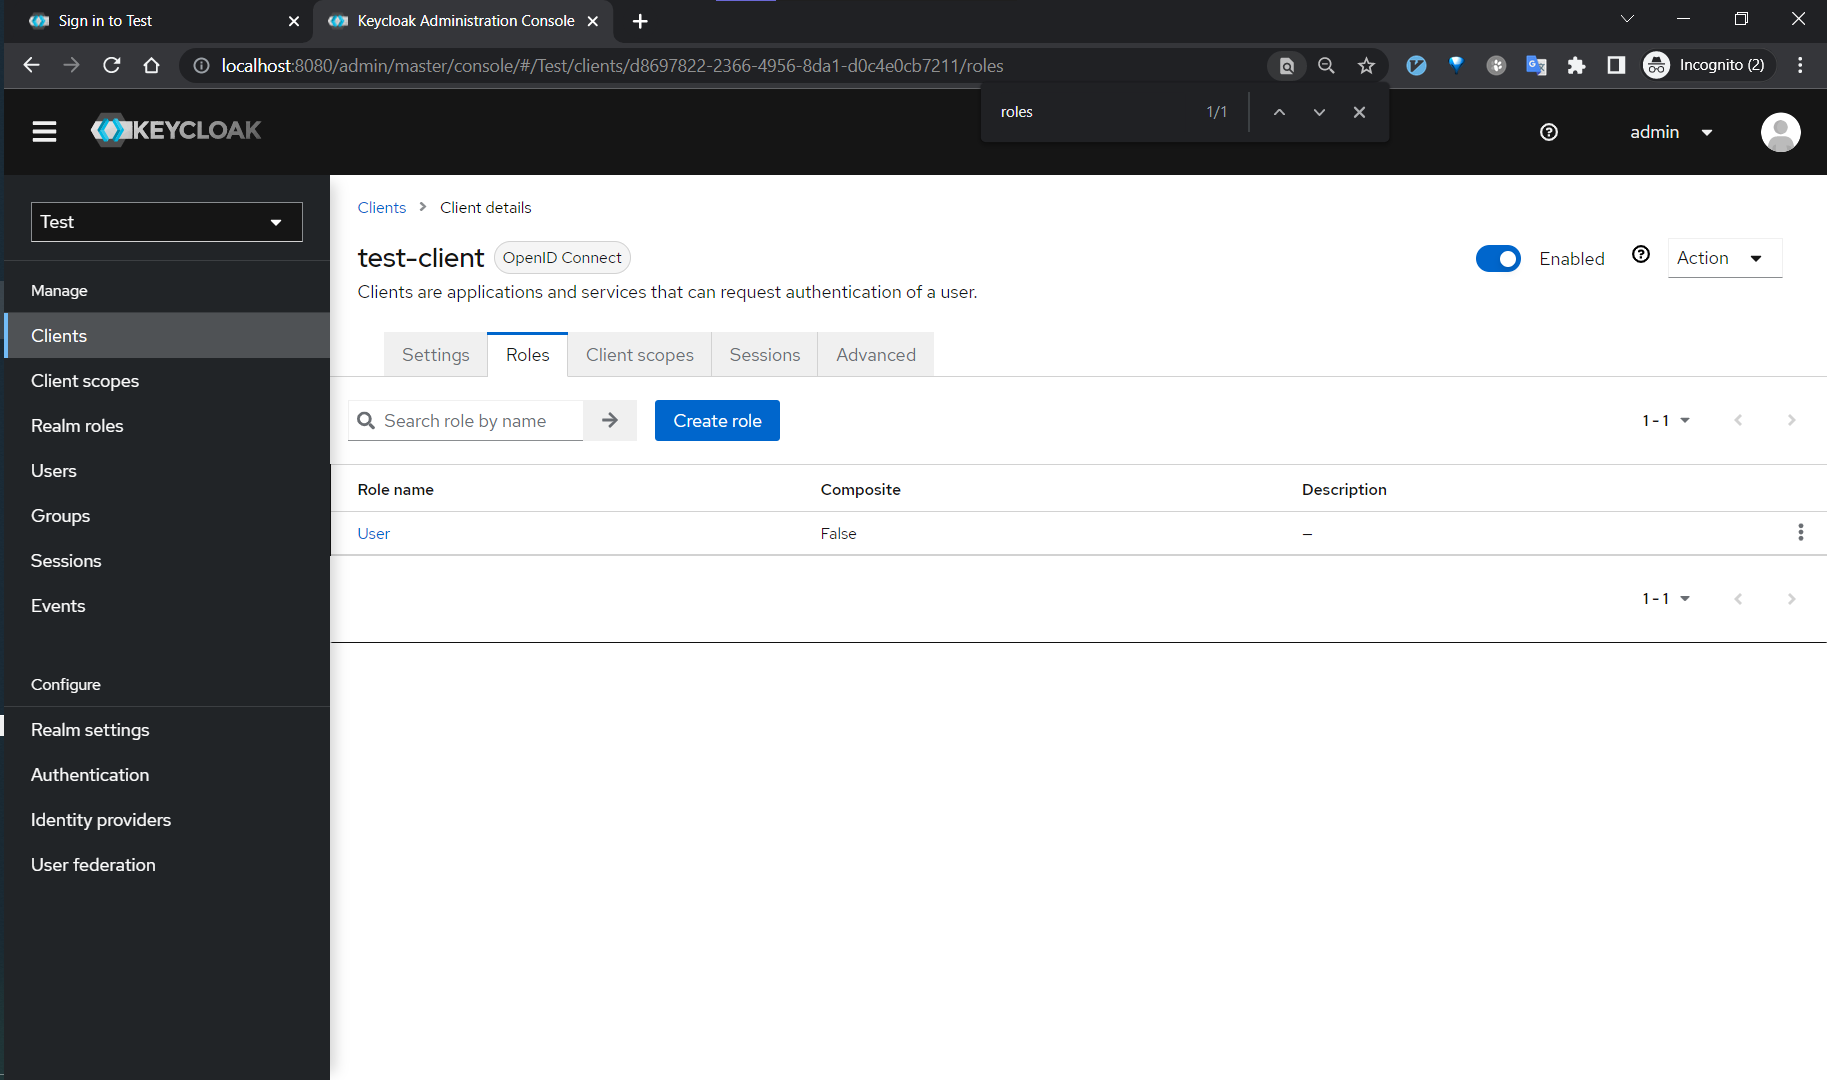 Sign in to Test
Keycloak Administration Console
localhost:8080/admin/master/console/#/Test/clients/d8697822-2366-4956-8da1-d0c4e0cb7211/roles
Incognito (2)
roles 1/1
KEYCLOAK
admin
Test
Manage
Clients
Client scopes
Realm roles
Users
Groups
Sessions
Events
Configure
Realm settings
Authentication
Identity providers
User federation
Clients > Client details
test-client OpenID Connect
Enabled
Action
Clients are applications and services that can request authentication of a user.
Settings Roles Client scopes Sessions Advanced
Search role by name
Create role
1 - 1
Role name Composite Description
User False —
1 - 1